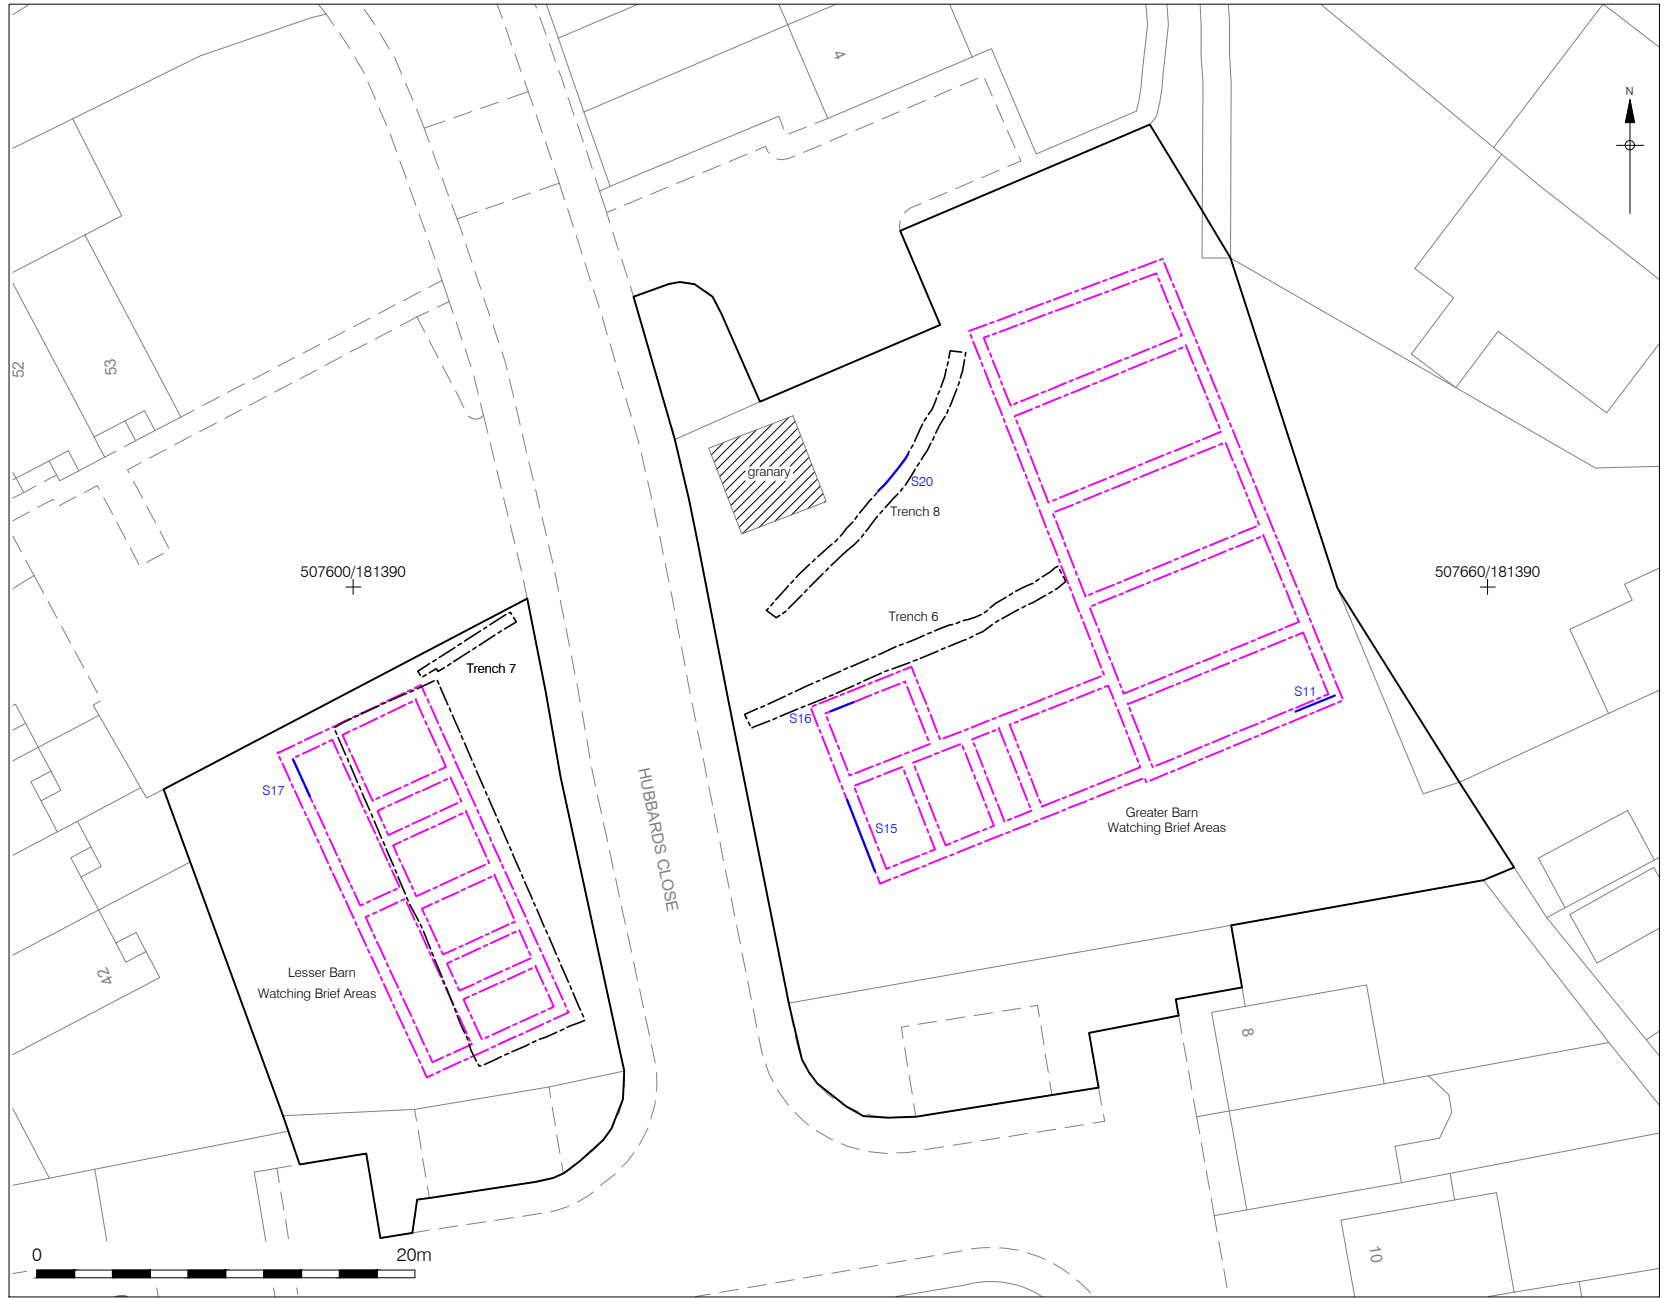 4
N
52
53
granary
S20
Trench 8
507600/181390
507660/181390
Trench 6
Trench 7
S11
S16
S17
HUBBARDS CLOSE
S15
Greater Barn
Watching Brief Areas
Lesser Barn
Watching Brief Areas
42
8
10
0
20m